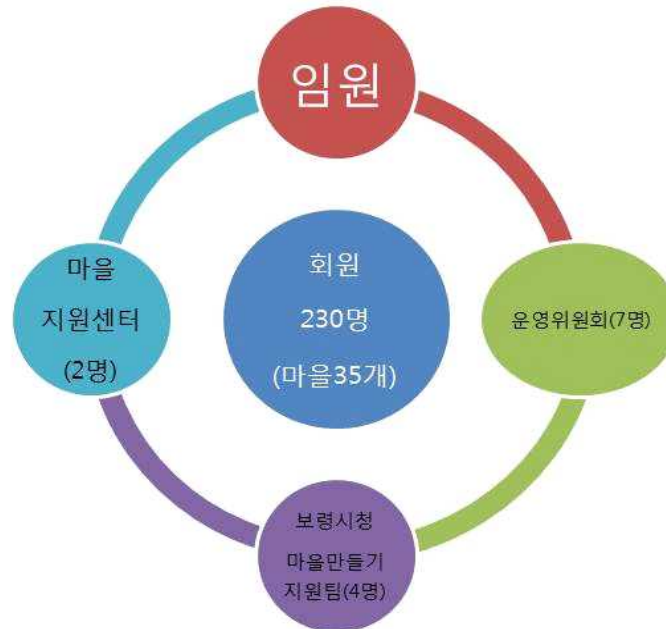 임원
마을
지원센터
(2명)
회원
230명
(마을35개)
운영위원회(7명)
보령시청
마을만들기
지원팀(4명)